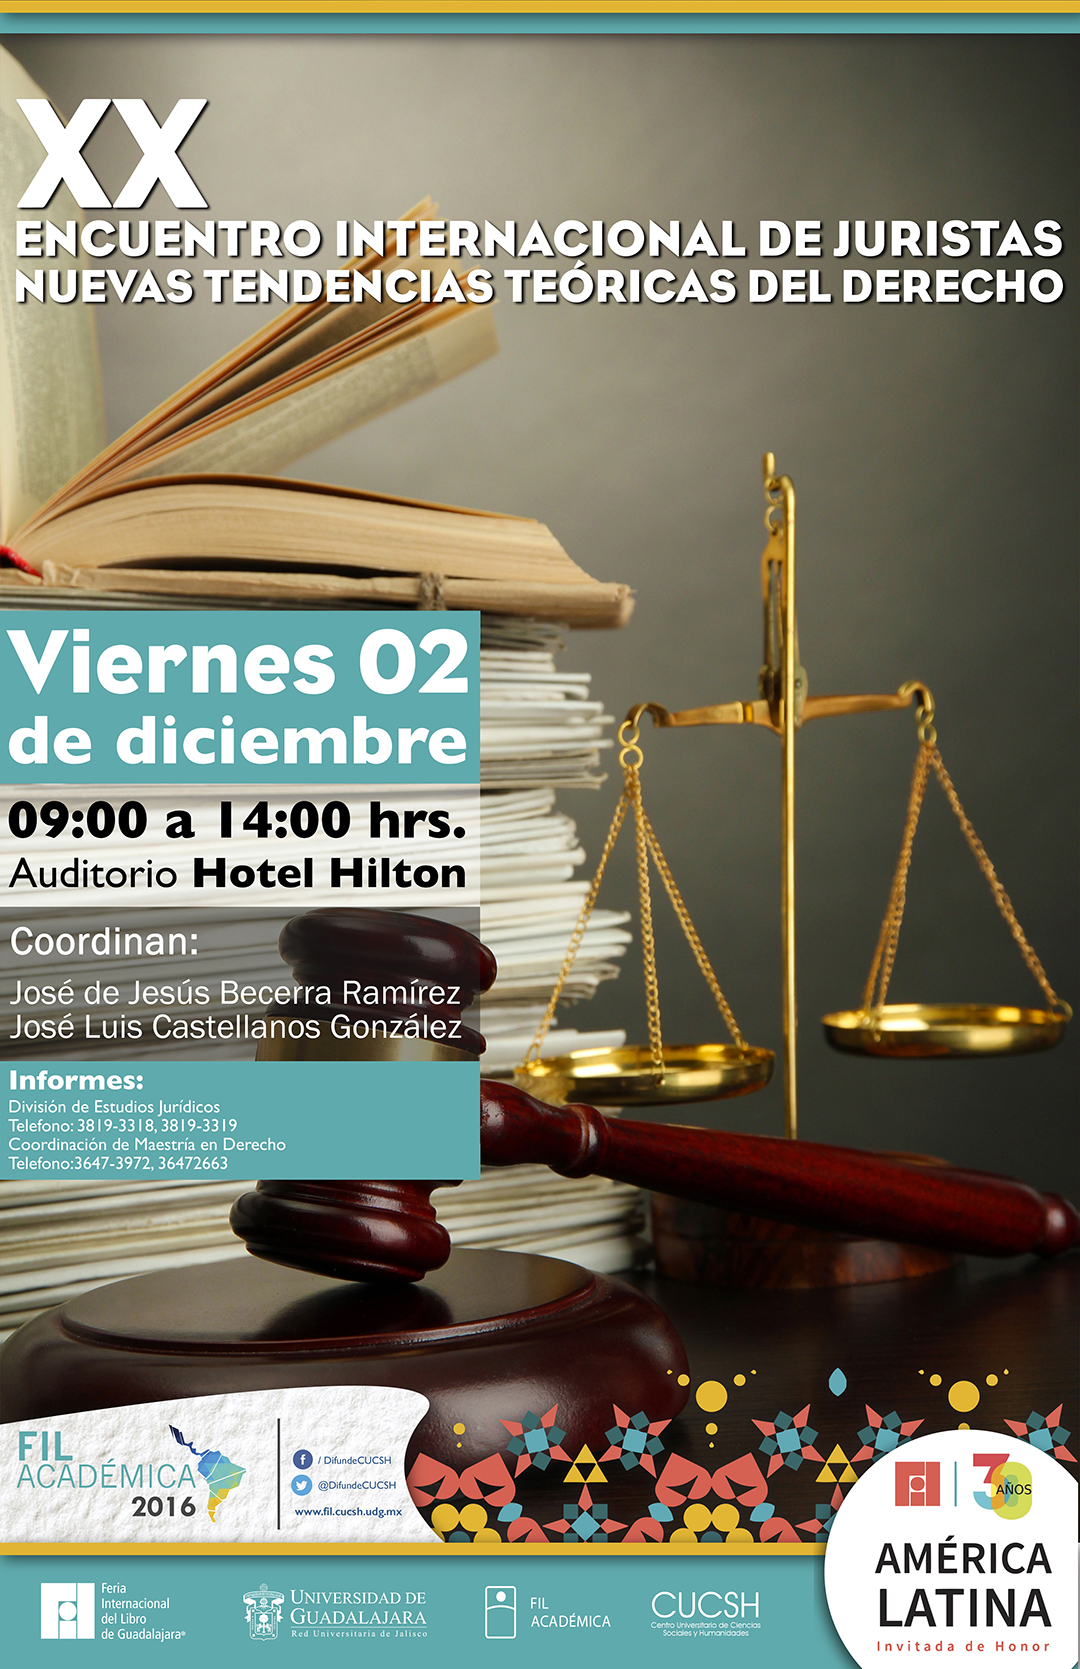 XX
ENCUENTRO INTERNACIONAL DE JURISTAS
NUEVAS TENDENCIAS TEÓRICAS DEL DERECHO
Viernes 02
de diciembre
09:00 a 14:00 hrs.
Auditorio Hotel Hilton
Coordinan:
José de Jesús Becerra Ramírez
José Luis Castellanos González
Informes:
División de Estudios Jurídicos
Telefono: 3819-3318, 3819-3319
Coordinación de Maestría en Derecho
Telefono:3647-3972, 36472663
FIL
ACADÉMICA
2016
/ DifundeCUCSH
@DifundeCUCSH
www.fil.cucsh.udg.mx
30
AÑOS
AMÉRICA
LATINA
Invitada de Honor
Feria
Internacional
del Libro
de Guadalajara®
UNIVERSIDAD DE
GUADALAJARA
Red Universitaria de Jalisco
FIL
ACADÉMICA
CUCSH
Centro Universitario de Ciencias
Sociales y Humanidades